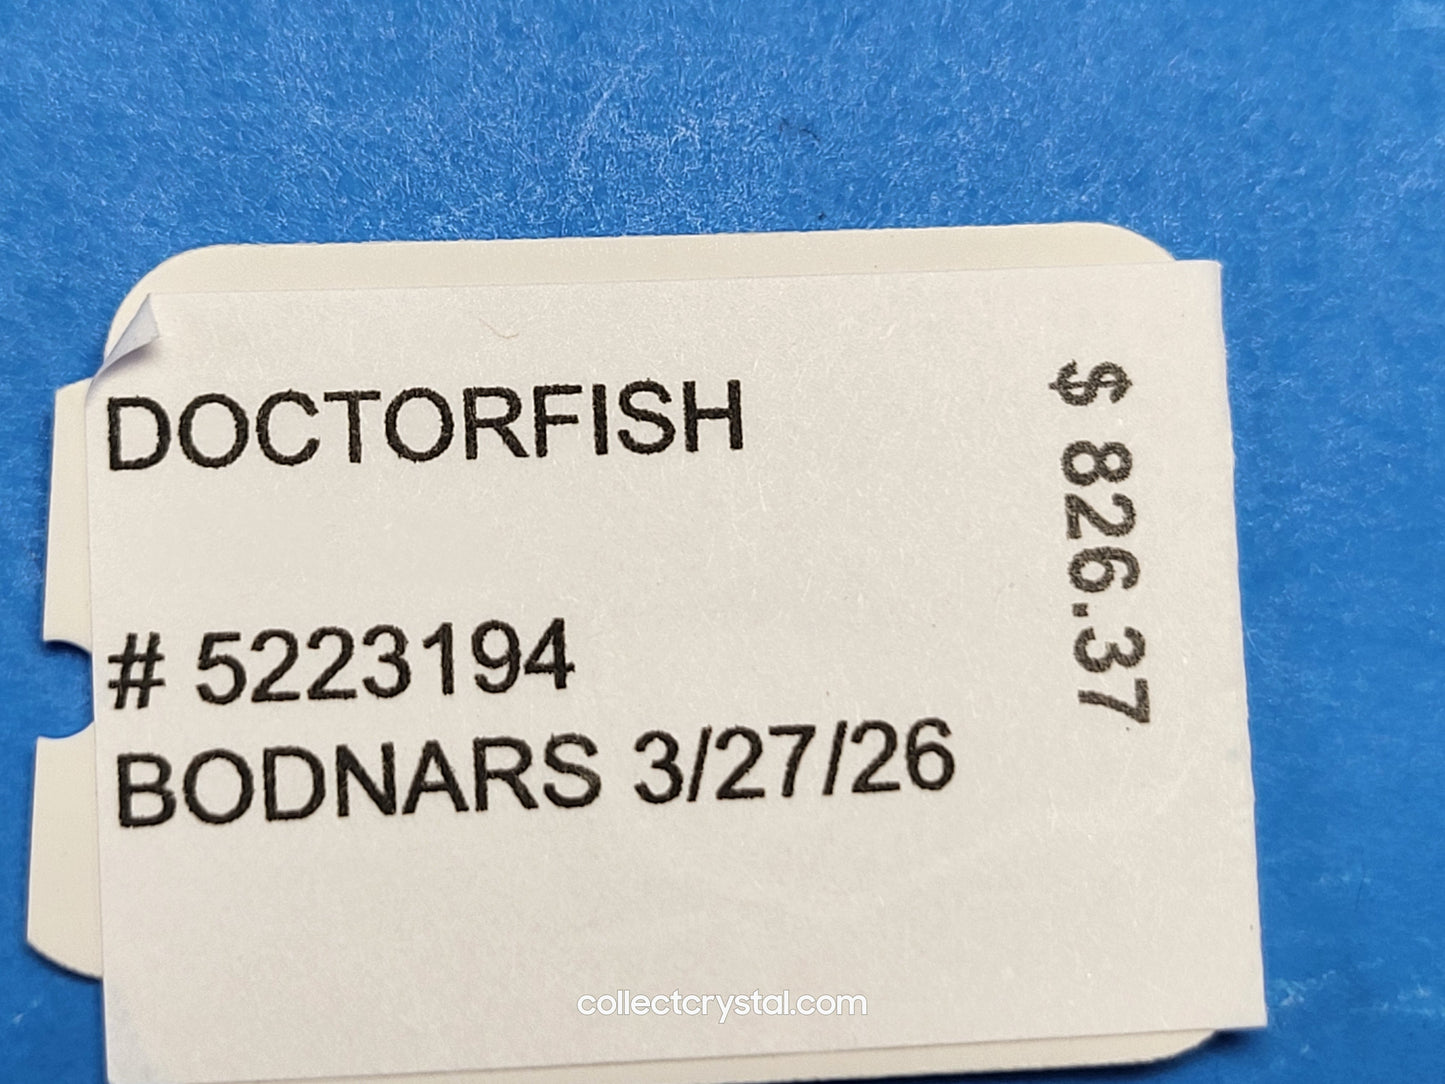 DOCTORFISH
# 5223194
BODNARS 3/27/26
$ 826.37
collectcrystal.com